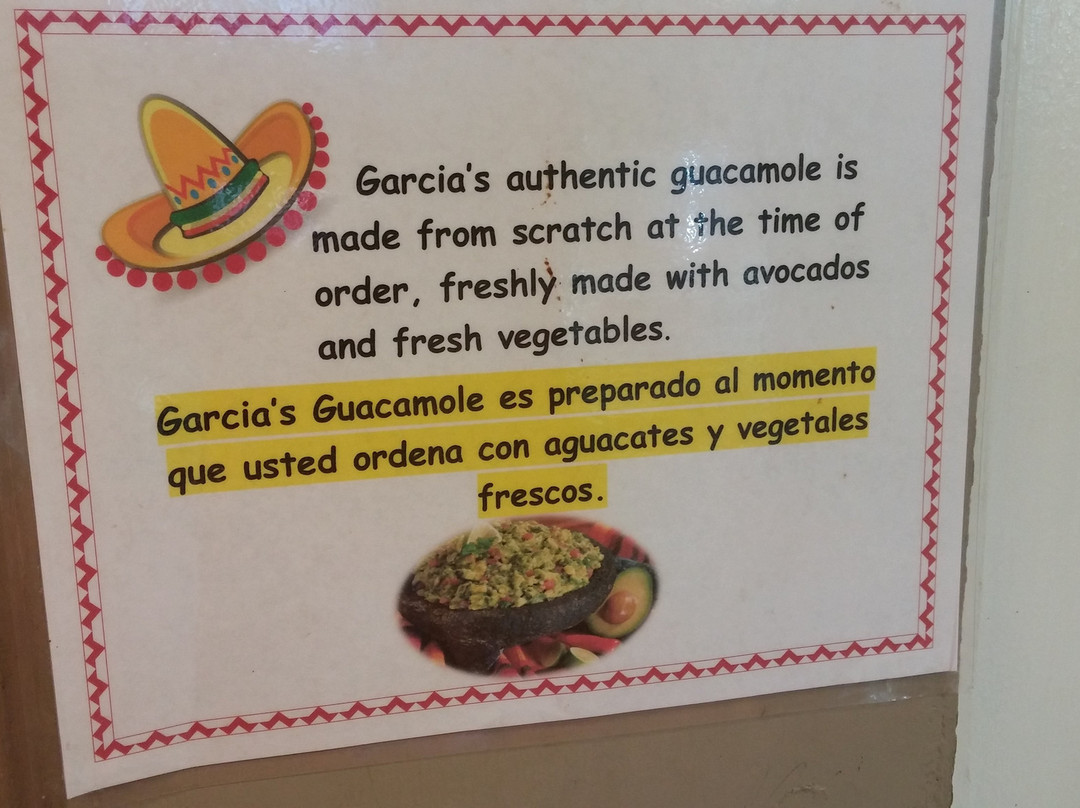 Garcia's authentic guacamole is
made from scratch at the time of
order, freshly made with avocados
and fresh vegetables.
Garcia's Guacamole es preparado al momento
que usted ordena con aguacates y vegetales
frescos.